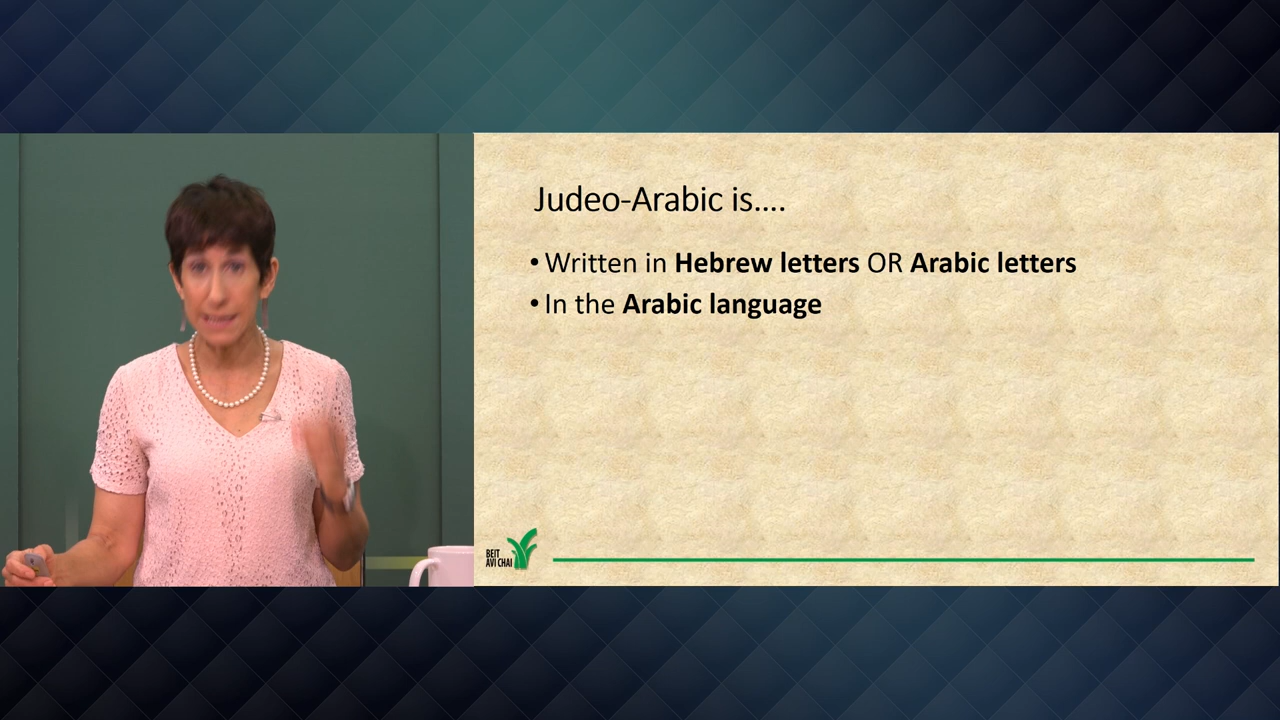 Judeo-Arabic is....
• Written in Hebrew letters OR Arabic letters
• In the Arabic language
BEIT
AVI CHAI